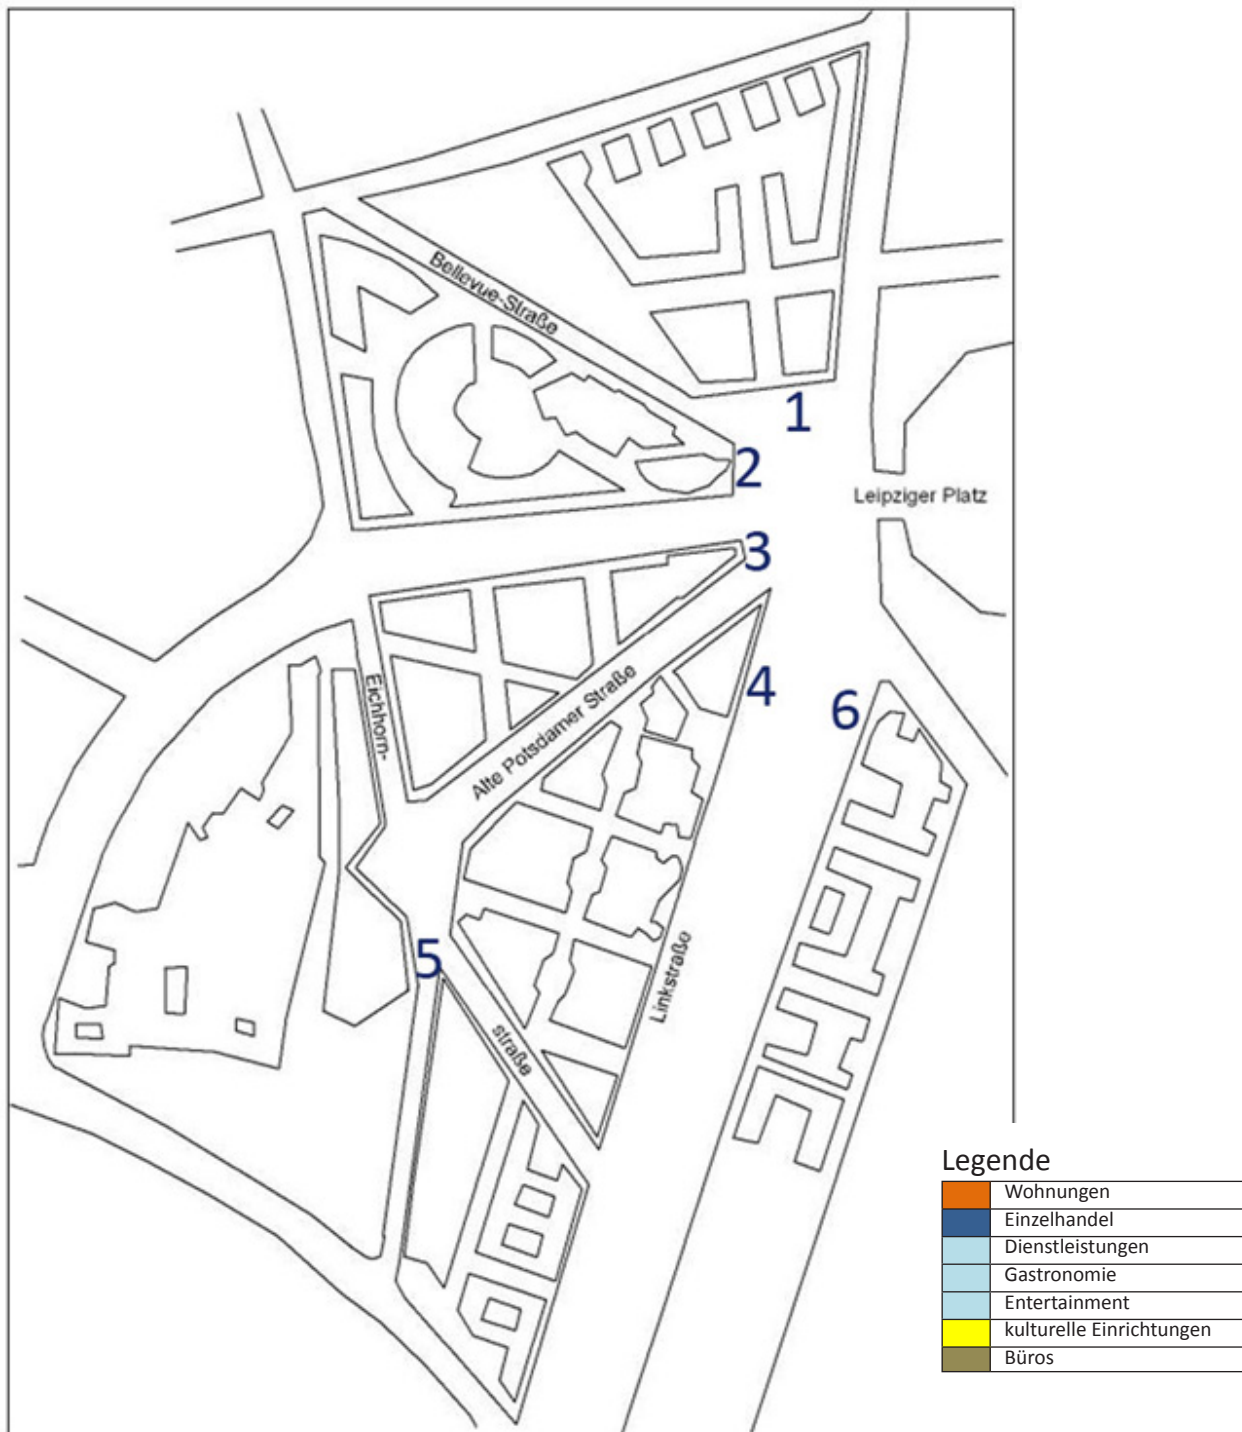 Bellevue-Straße
1
2
Leipziger Platz
3
Eichhorn-
Alte Potsdamer Straße
4
6
5
Linkstraße
straße
Legende
Wohnungen
Einzelhandel
Dienstleistungen
Gastronomie
Entertainment
kulturelle Einrichtungen
Büros